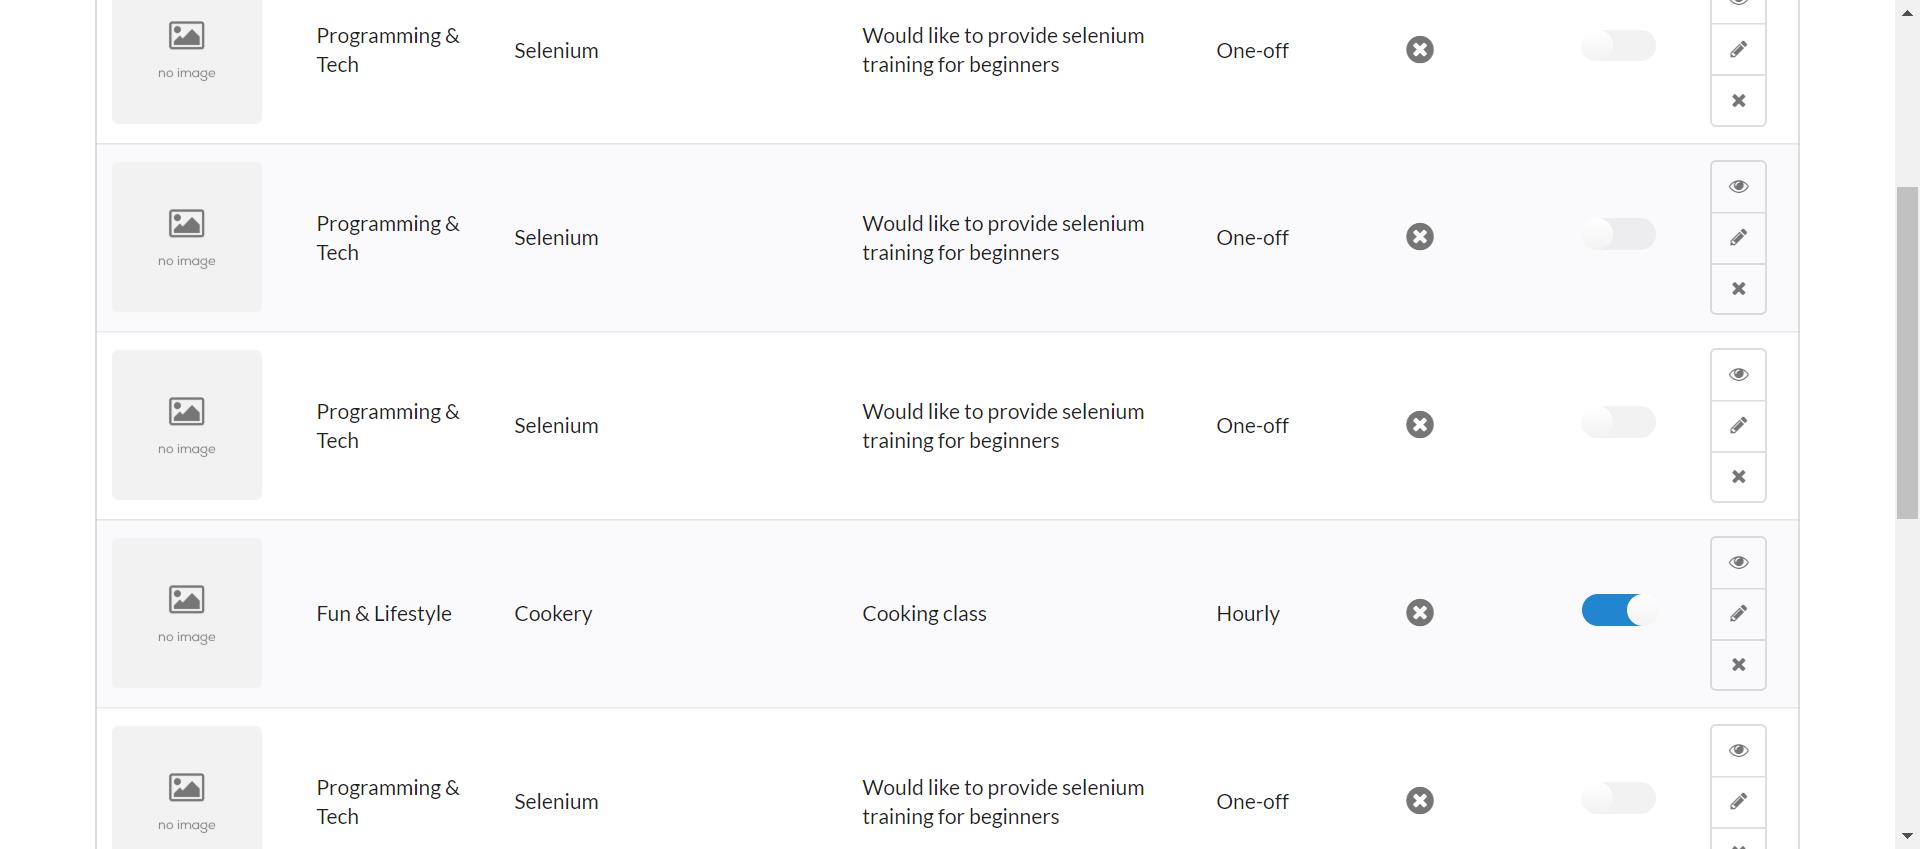 no image
Programming &
Tech
Selenium
Would like to provide selenium
training for beginners
One-off
no image
Programming &
Tech
Selenium
Would like to provide selenium
training for beginners
One-off
no image
Programming &
Tech
Selenium
Would like to provide selenium
training for beginners
One-off
no image
Fun & Lifestyle
Cookery
Cooking class
Hourly
no image
Programming &
Tech
Selenium
Would like to provide selenium
training for beginners
One-off